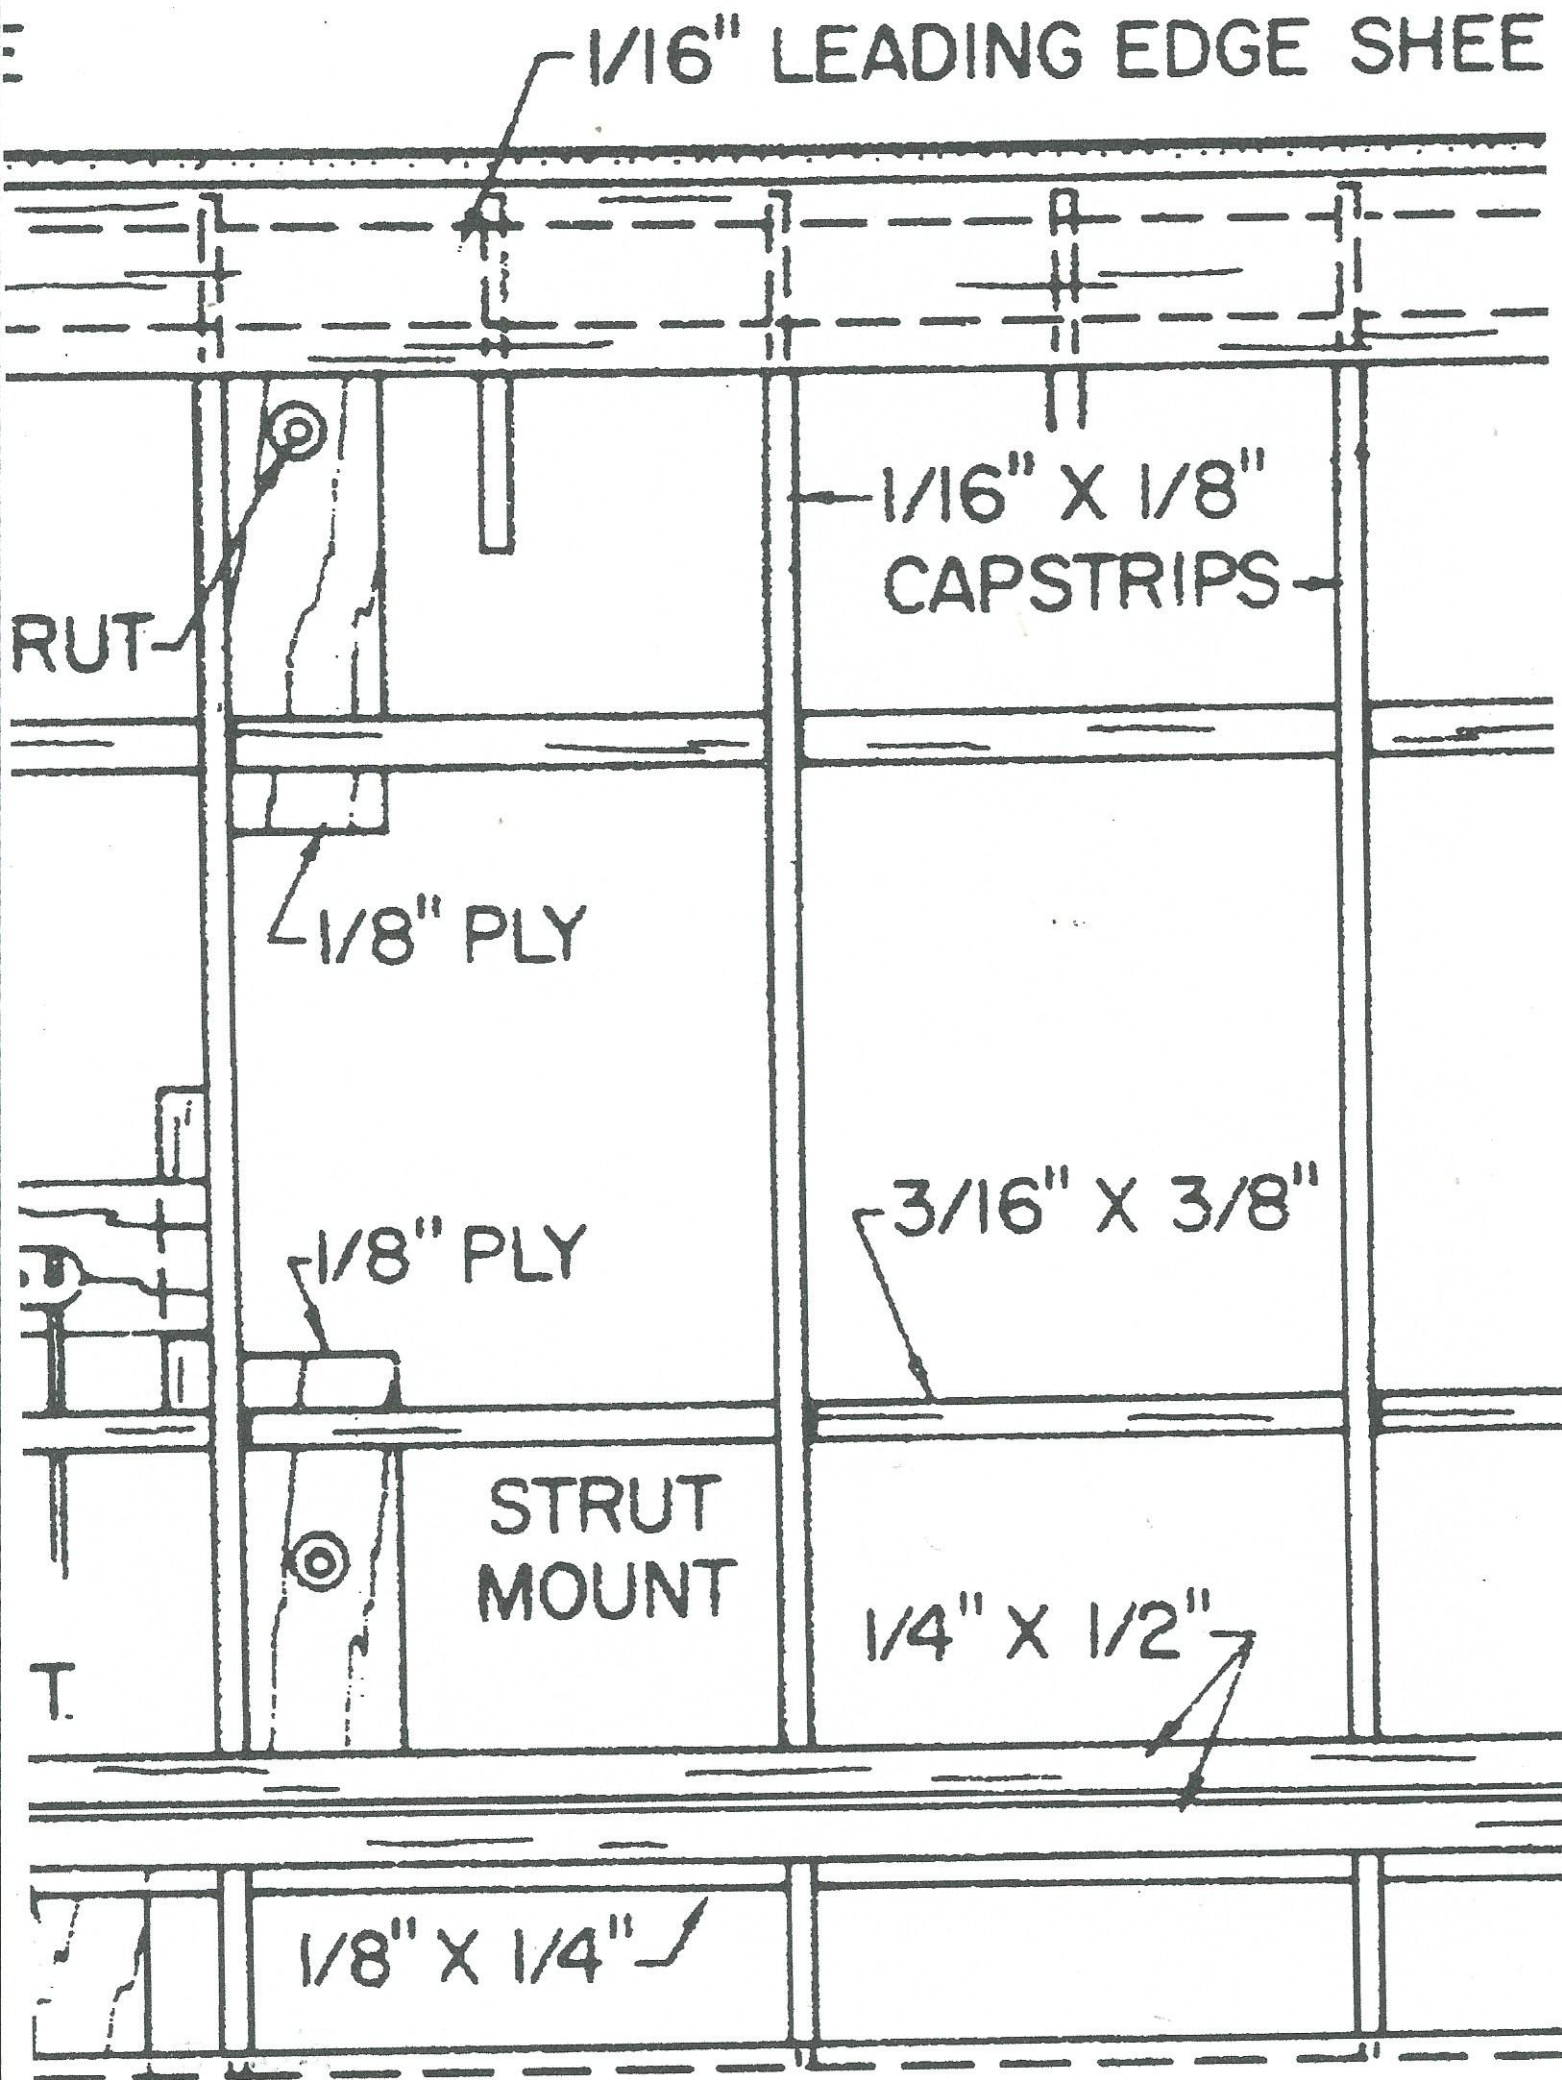 E
1/16" LEADING EDGE SHEE
1/16" X 1/8"
CAPSTRIPS
RUT
1/8" PLY
3/16" X 3/8"
1/8" PLY
STRUT
MOUNT
1/4" X 1/2"
T.
1/8" X 1/4"